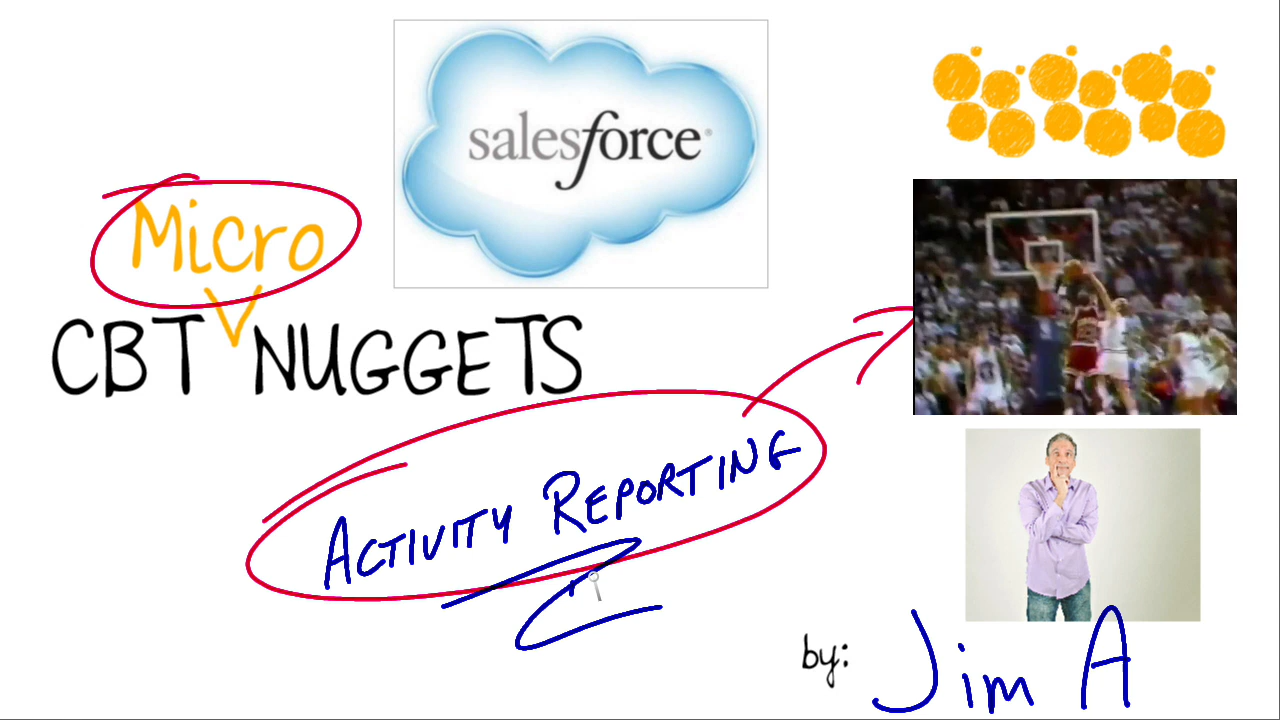 salesforce
Micro
CBT NUGGETS
ACTIVITY REPORTING
by: Jim A